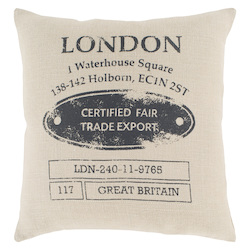 LONDON
1 Waterhouse Square
138-142 Holborn, EC1N 2ST
CERTIFIED FAIR
TRADE EXPORT
LDN-240-11-9765
117 GREAT BRITAIN